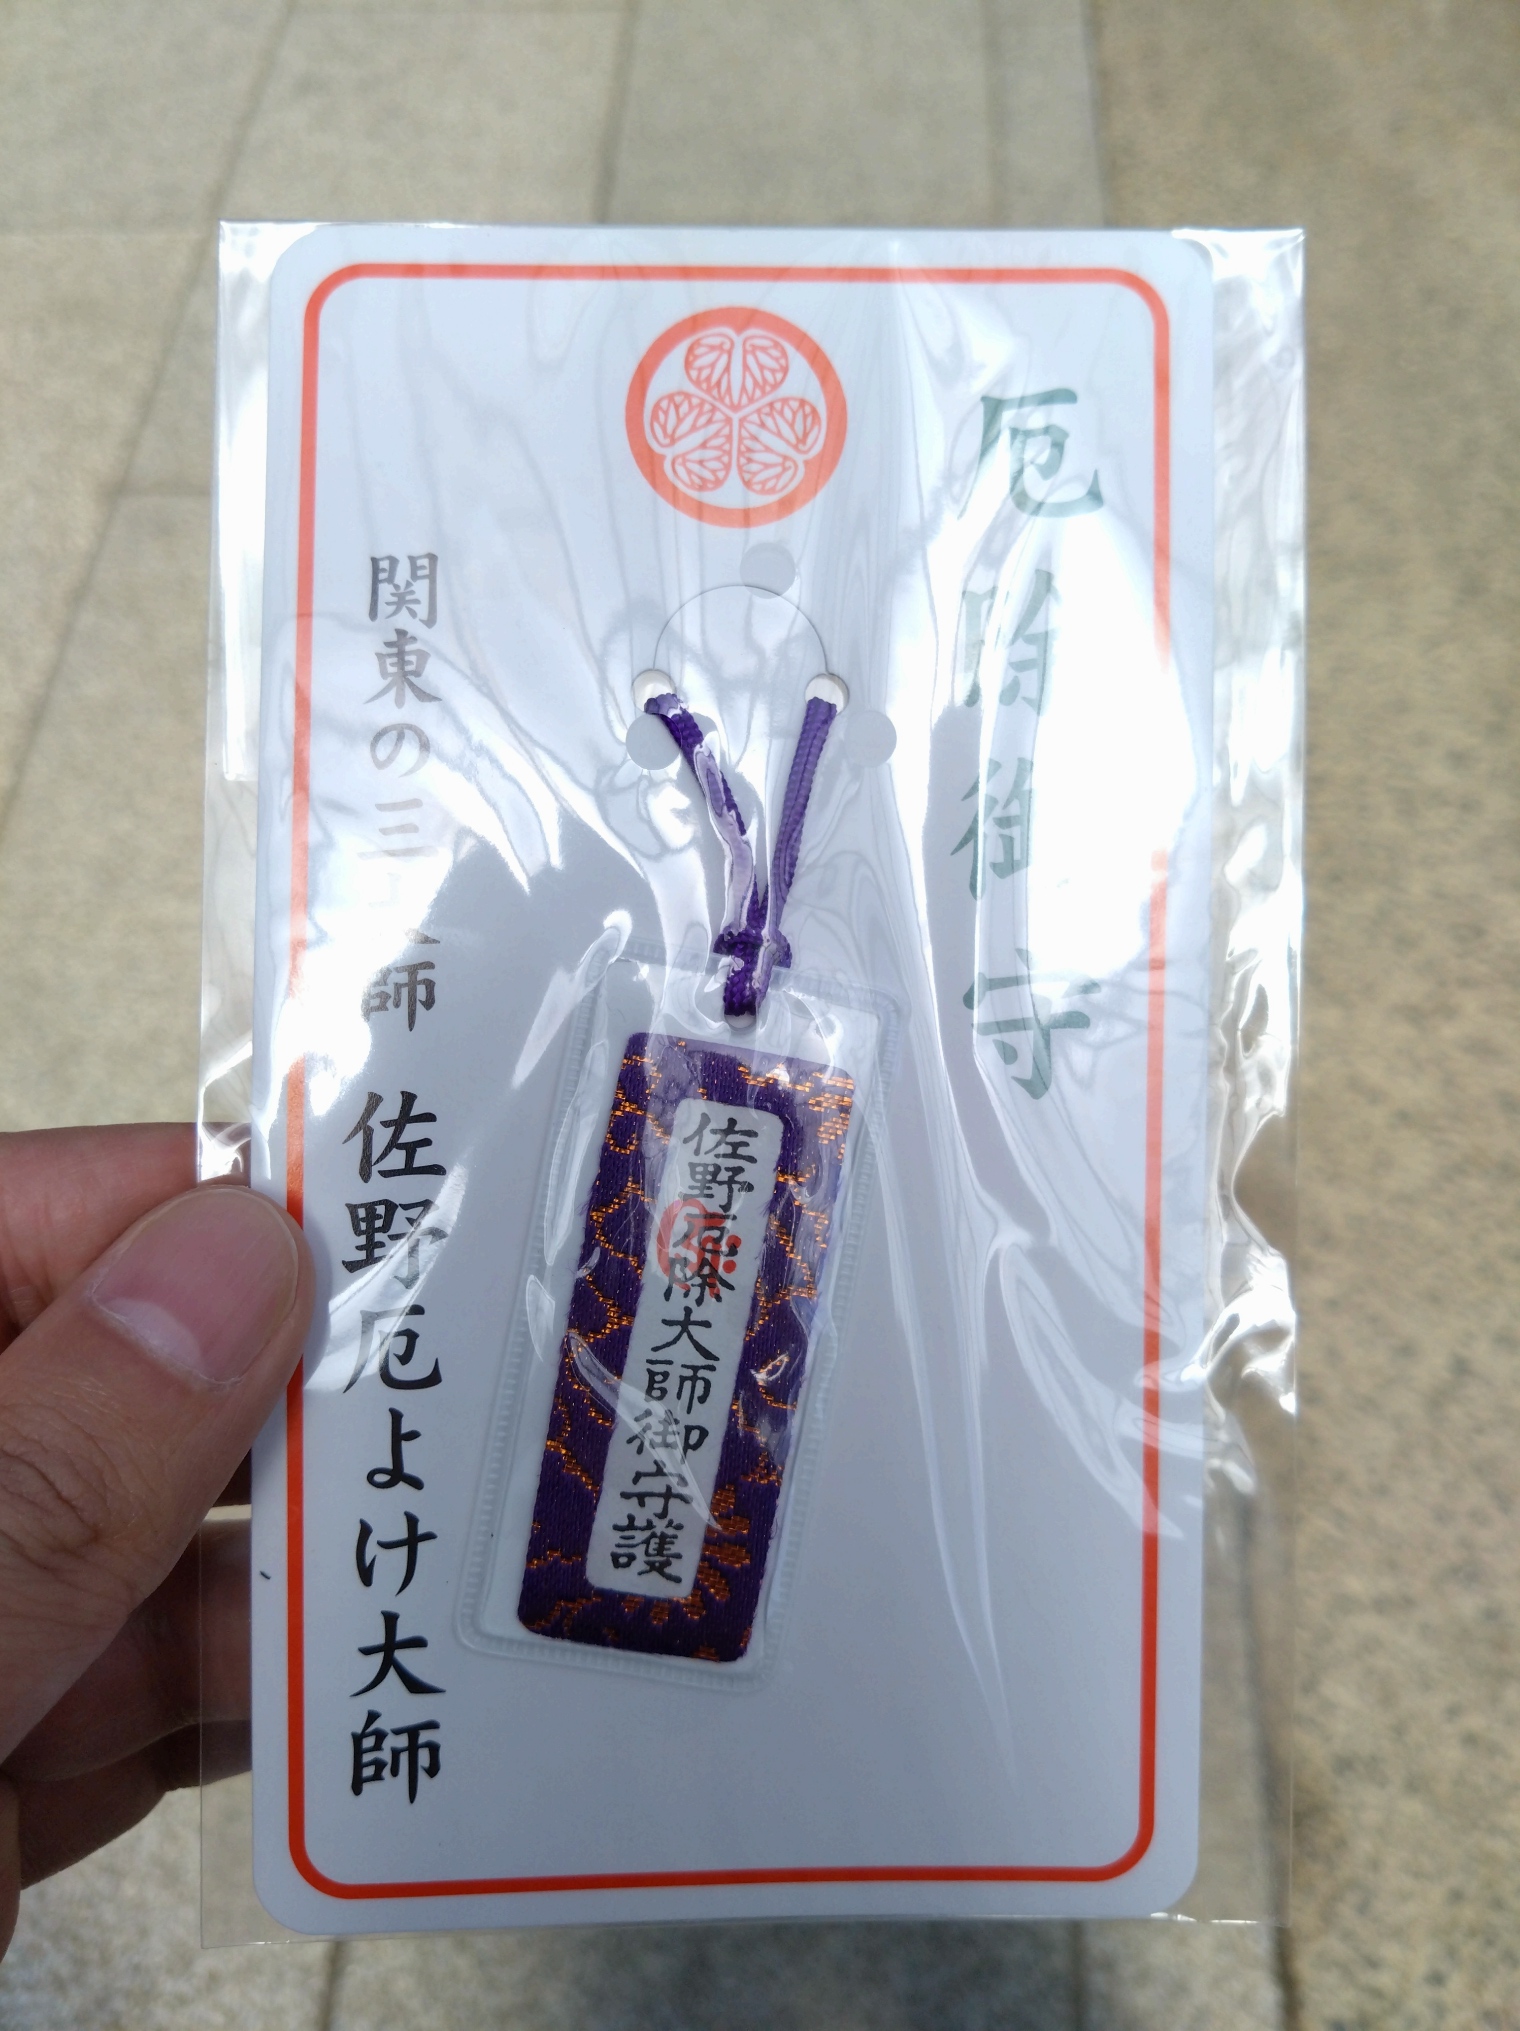 厄除御守
佐野厄除大師御守護
関東の三大師 佐野厄よけ大師